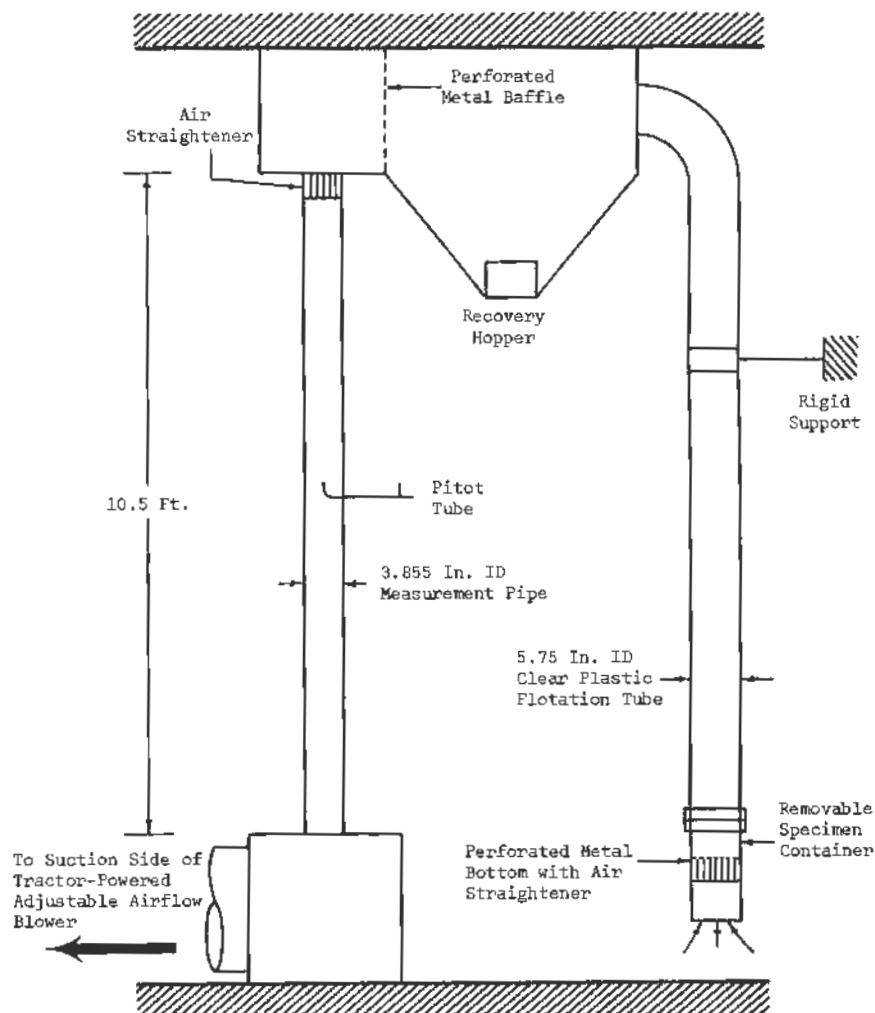 Perforated
Metal Baffle
Air
Straightener
Recovery
Hopper
Rigid
Support
10.5 Ft.
Pitot
Tube
3.855 In. ID
Measurement Pipe
5.75 In. ID
Clear Plastic
Flotation Tube
To Suction Side of
Tractor-Powered
Adjustable Airflow
Blower
Perforated Metal
Bottom with Air
Straightener
Removable
Specimen
Container